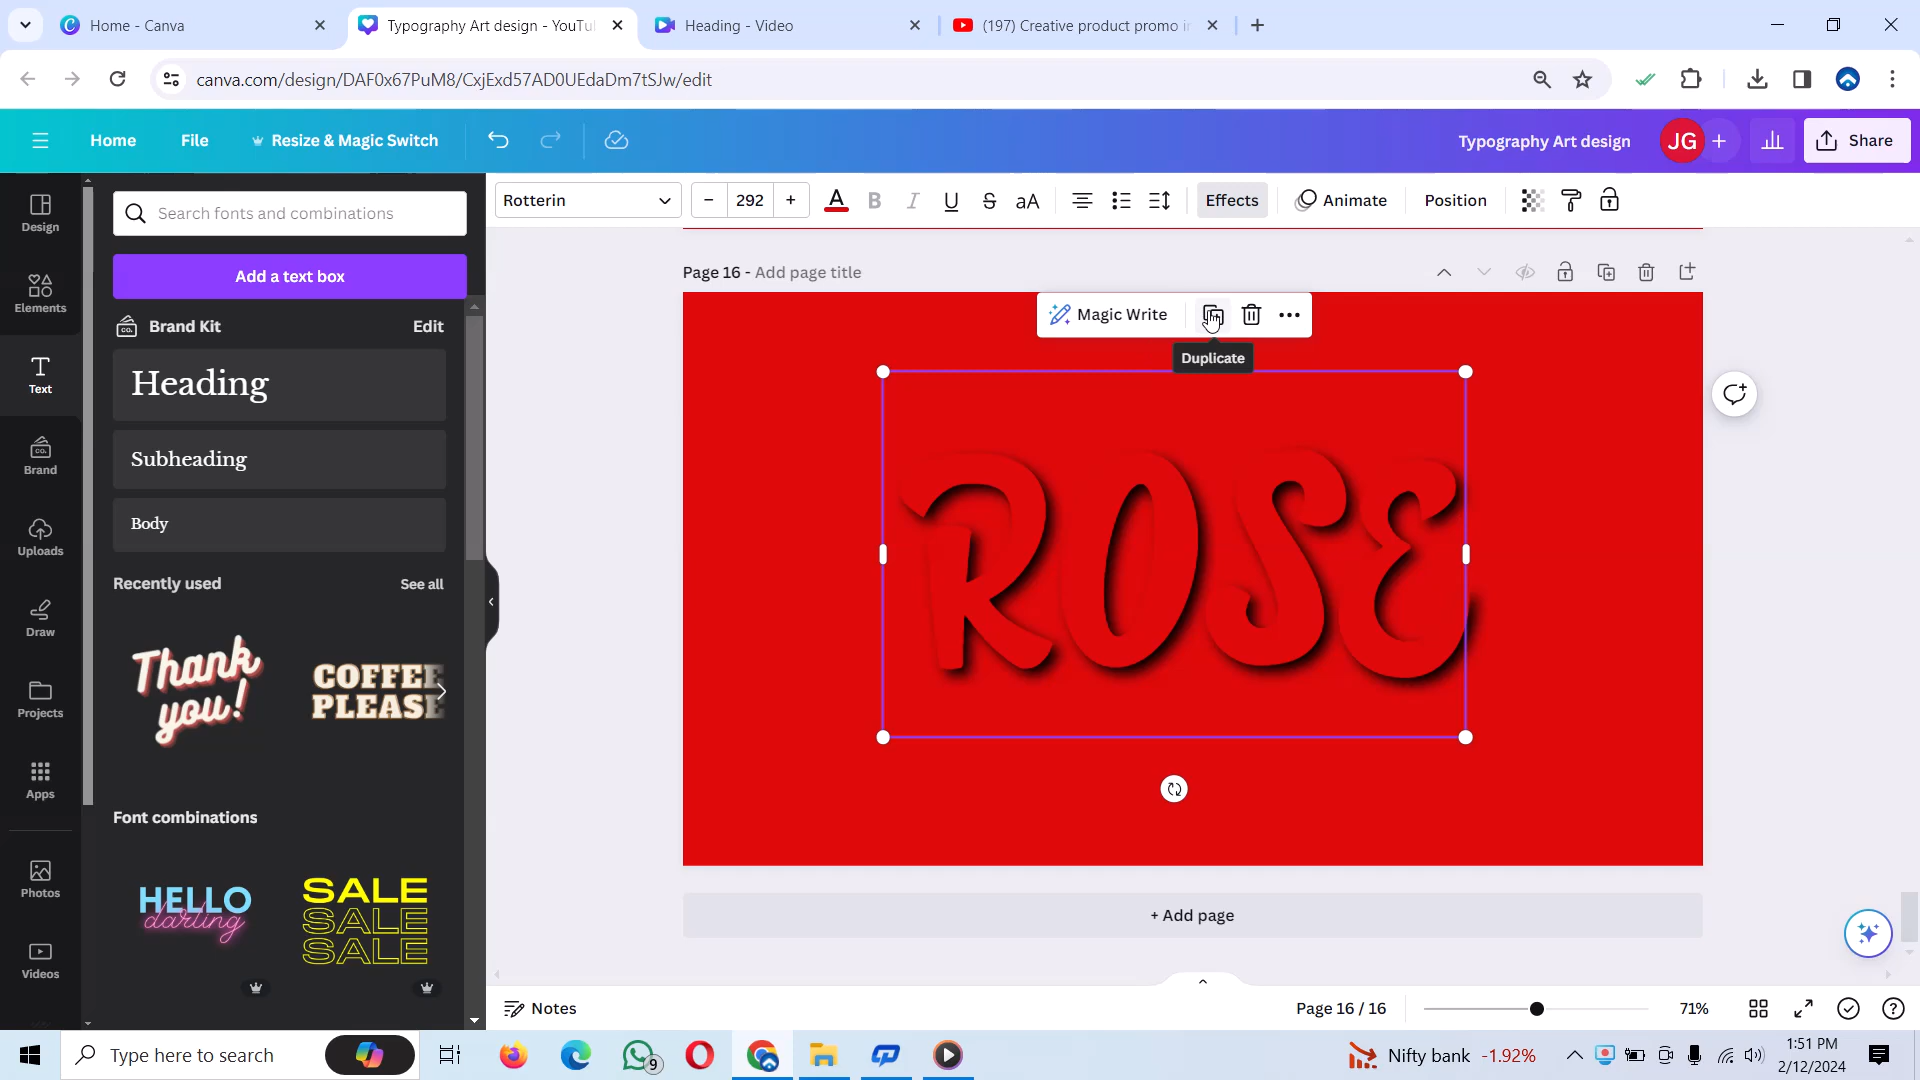 Home - Canva
Typography Art design - YouTu
Heading - Video
(197) Creative product promo i
canva.com/design/DAF0x67PuM8/CxjExd57AD0UEdaDm7tSJw/edit
Home
File
Resize & Magic Switch
Typography Art design
JG
Share
Design
Elements
Text
Brand
Uploads
Draw
Projects
Apps
Photos
Videos
Search fonts and combinations
Add a text box
Brand Kit
Edit
Heading
Subheading
Body
Recently used
See all
Thank you!
COFFEE PLEASE
Font combinations
HELLO
darling
SALE
SALE
SALE
Rotterin
292
A
B
I
U
S
aA
Effects
Animate
Position
Page 16 - Add page title
Magic Write
Duplicate
ROSE
+ Add page
Notes
Page 16 / 16
71%
Type here to search
9
Nifty bank -1.92%
1:51 PM
2/12/2024